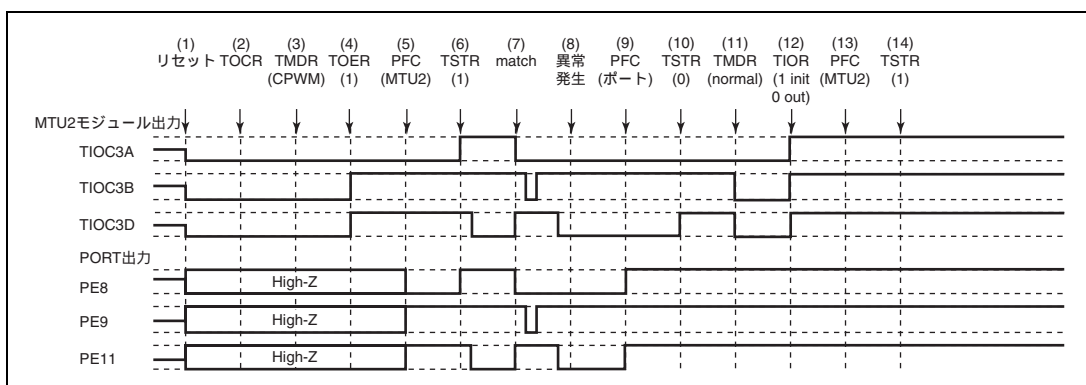 (1) (2) (3) (4) (5) (6) (7) (8) (9) (10) (11) (12) (13) (14)
リセット TOCR TMDR TOER PFC TSTR match 異常 PFC TSTR TMDR TIOR PFC TSTR
(CPWM) (1) (MTU2) (1) 発生 (ポート) (0) (normal) (1 init (MTU2) (1)
0 out)
MTU2モジュール出力
TIOC3A
TIOC3B
TIOC3D
PORT出力
PE8 High-Z
PE9 High-Z
PE11 High-Z